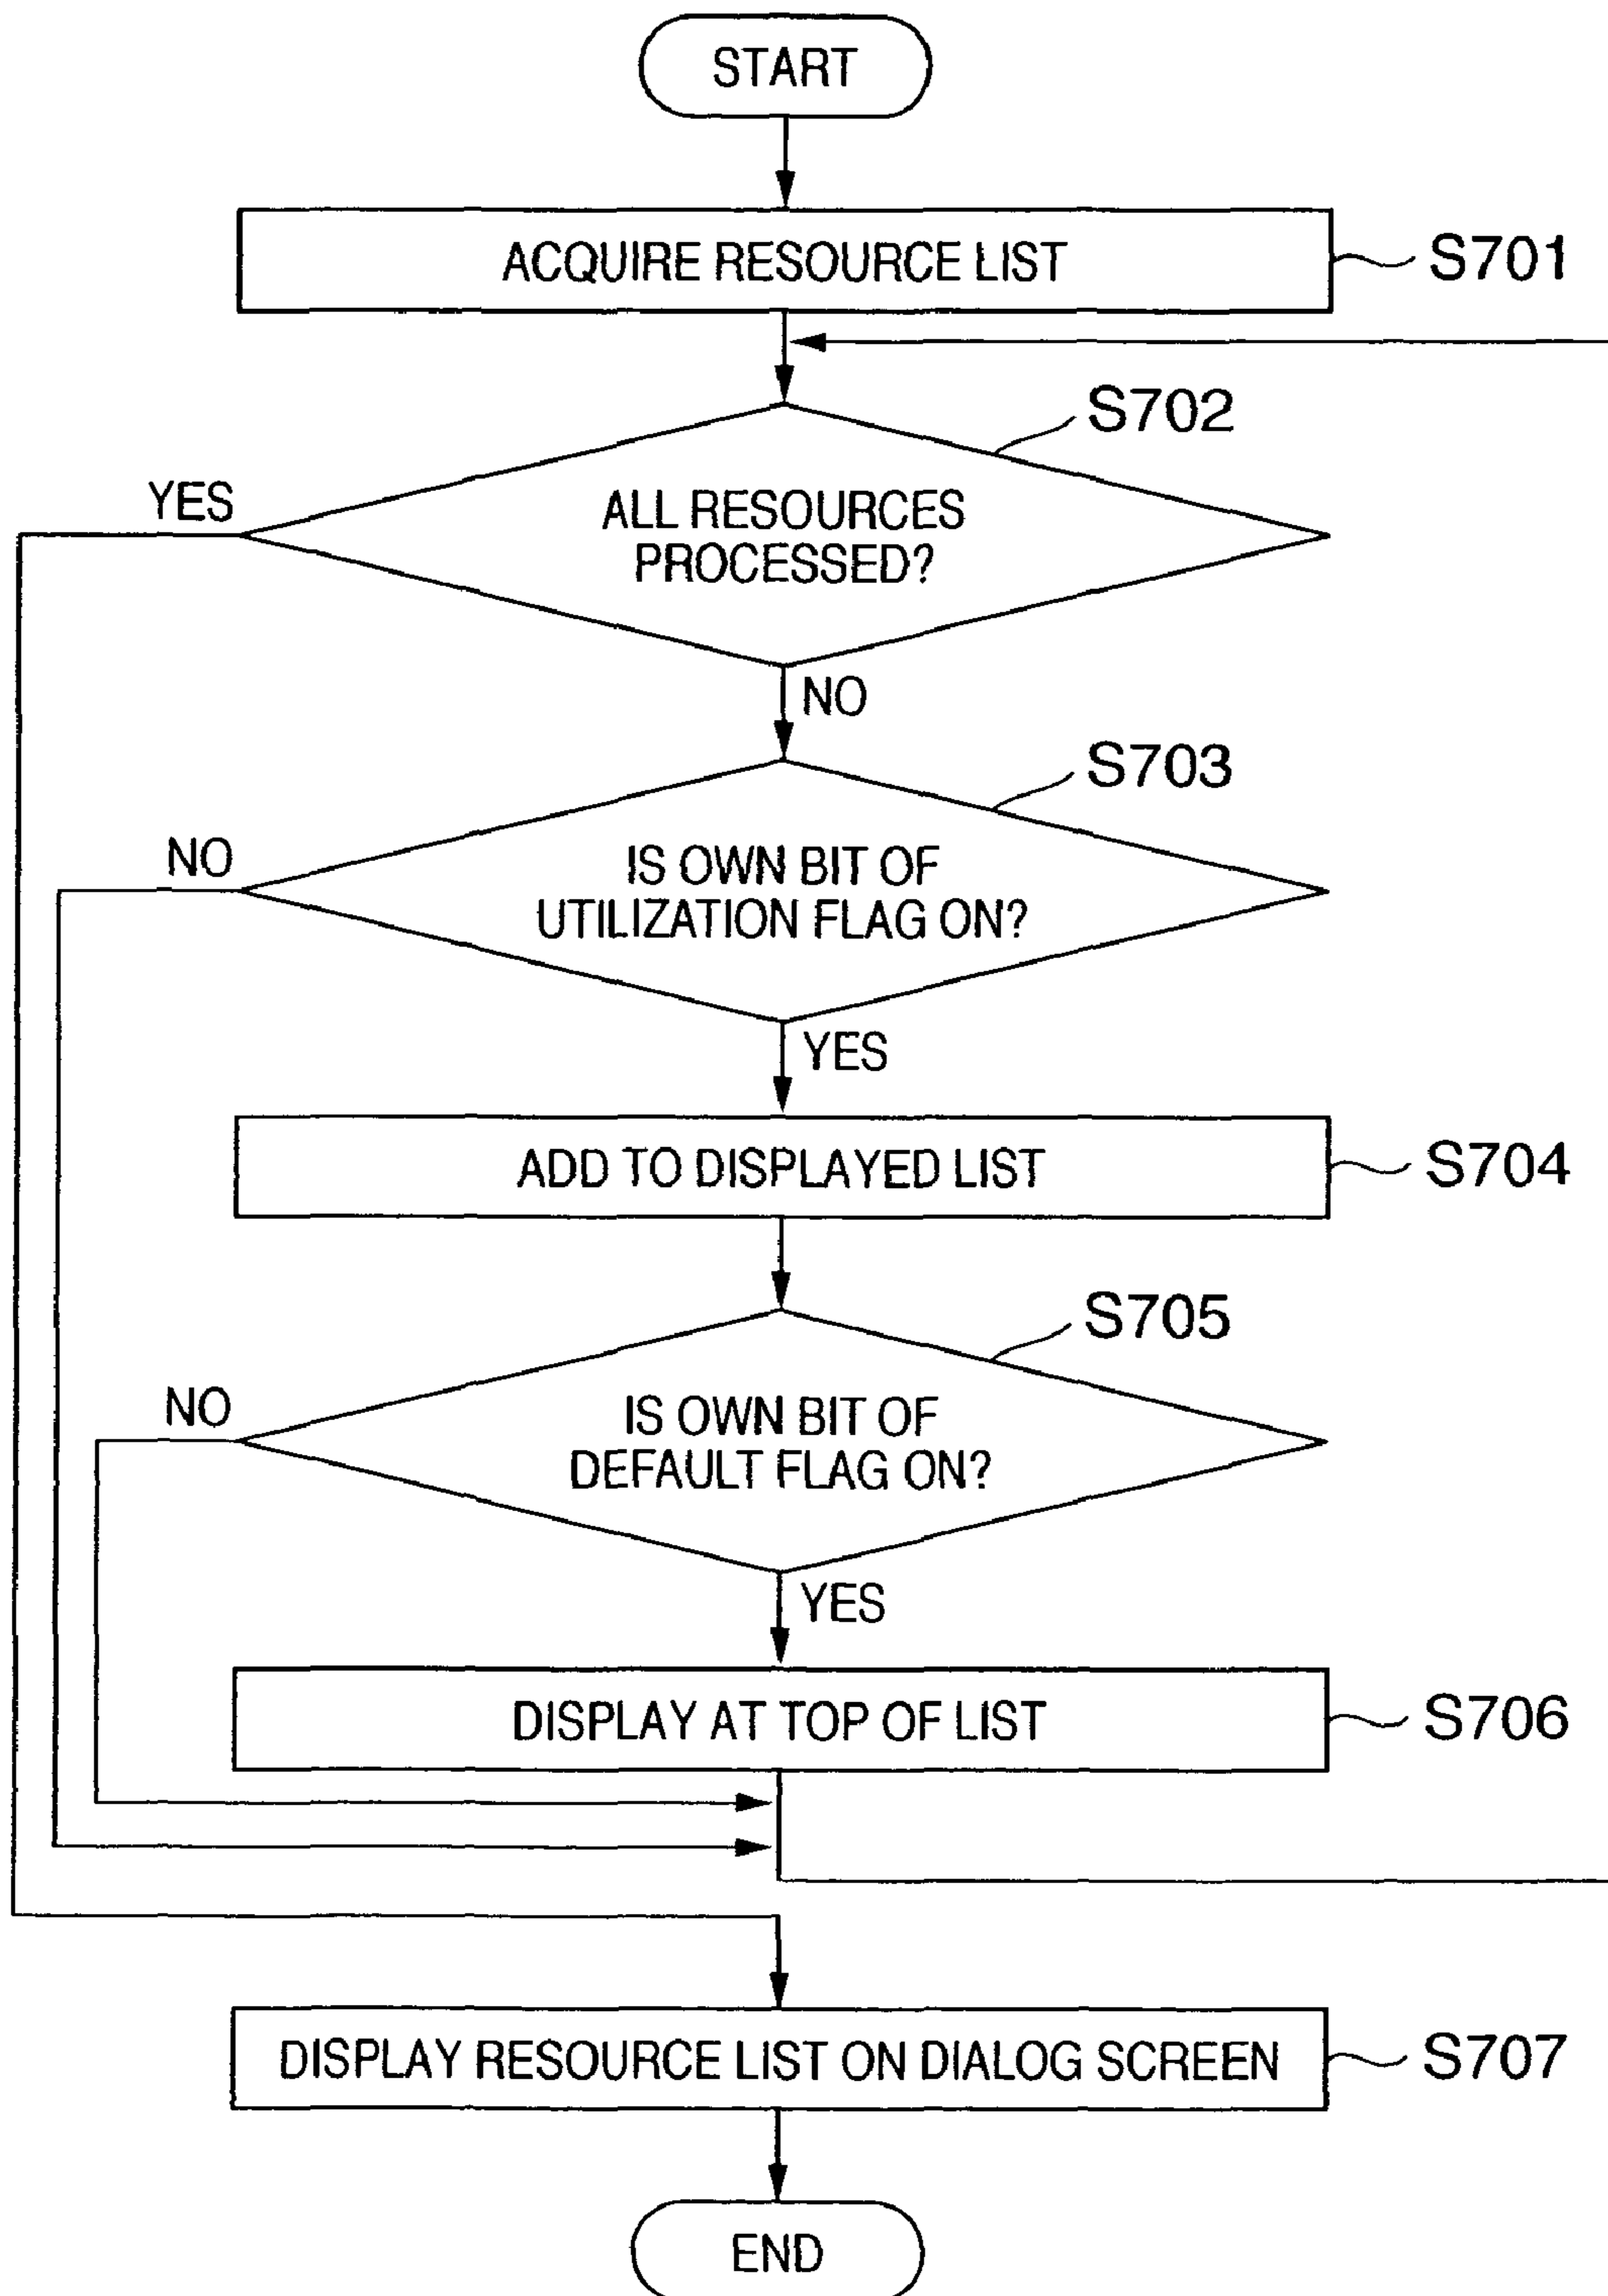 START
ACQUIRE RESOURCE LIST
S701
S702
YES
ALL RESOURCES
PROCESSED?
NO
S703
NO
IS OWN BIT OF
UTILIZATION FLAG ON?
YES
ADD TO DISPLAYED LIST
S704
S705
NO
IS OWN BIT OF
DEFAULT FLAG ON?
YES
DISPLAY AT TOP OF LIST
S706
DISPLAY RESOURCE LIST ON DIALOG SCREEN
S707
END